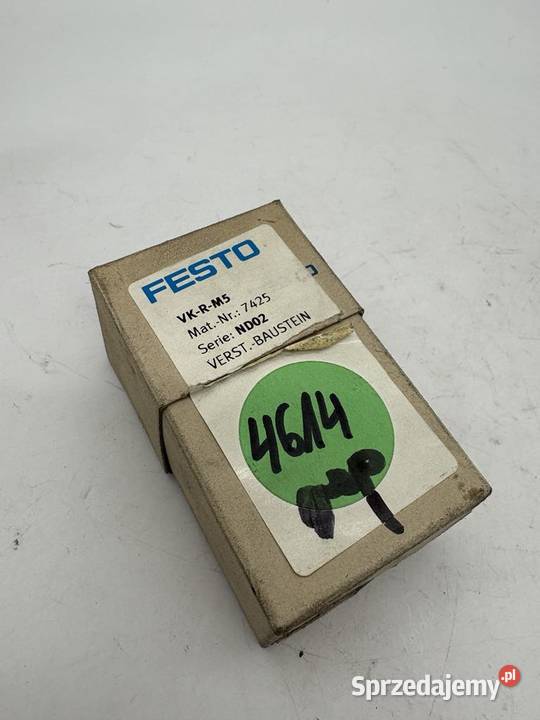 FESTO
VK-R-M5
Mat.-Nr.: 7425
Serie: ND02
VERST.-BAUSTEIN
4614
Sprzedajemy.pl